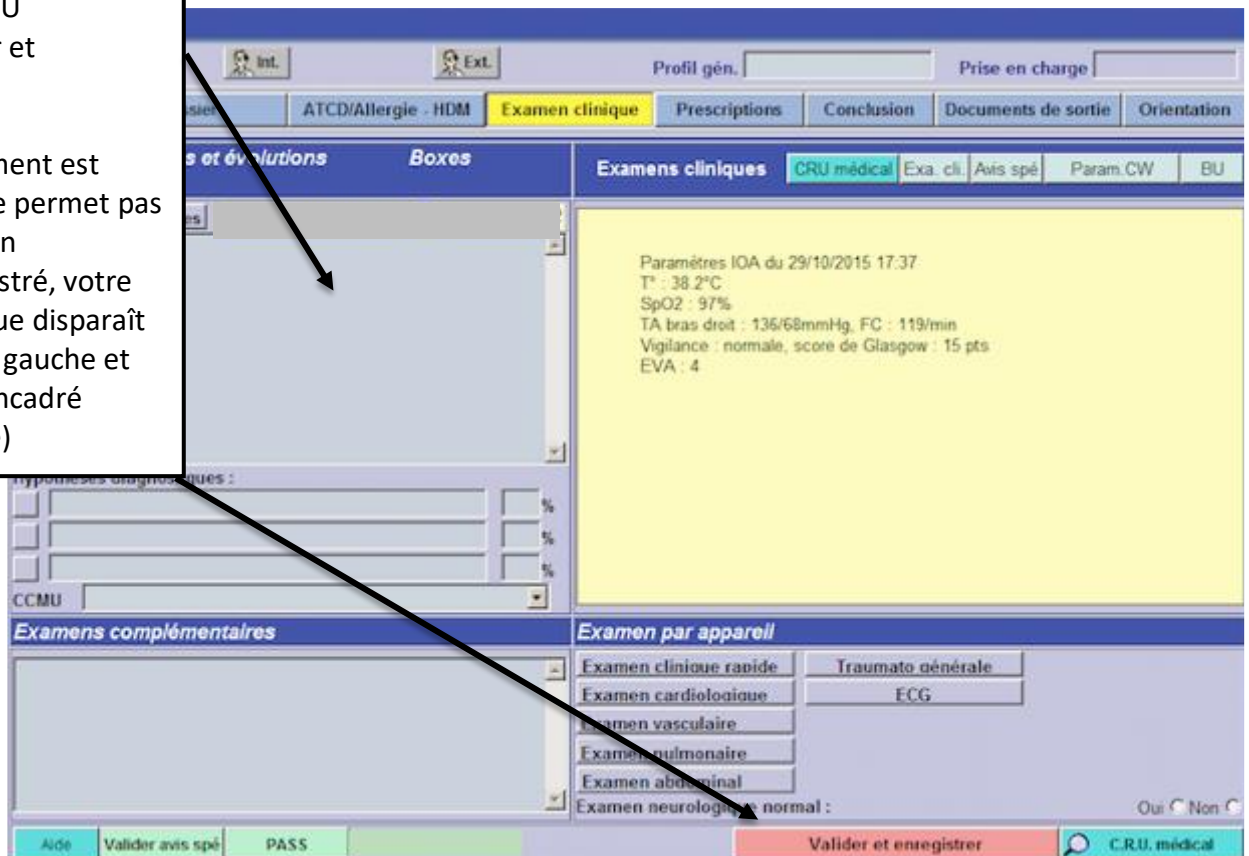 U
r et
ment est
e permet pas
n
stré, votre
ue disparaît
gauche et
ncadré
)
Int.
Ext.
Profil gén.
Prise en charge
ATCD/Allergie - HDM
Examen clinique
Prescriptions
Conclusion
Documents de sortie
Orientation
s et évolutions
Boxes
Examens cliniques
CRU médical
Exa. cli.
Avis spé
Param.CW
BU
es
Paramètres IOA du 29/10/2015 17:37
T° : 38.2°C
SpO2 : 97%
TA bras droit : 136/68mmHg, FC : 119/min
Vigilance : normale, score de Glasgow : 15 pts
EVA : 4
Hypothèses diagnostiques :
%
%
%
CCMU
Examens complémentaires
Examen par appareil
Examen clinique rapide
Traumato générale
Examen cardiologique
ECG
Examen vasculaire
Examen pulmonaire
Examen abdominal
Examen neurologique normal :
Oui
Non
Aide
Valider avis spé
PASS
Valider et enregistrer
C.R.U. médical